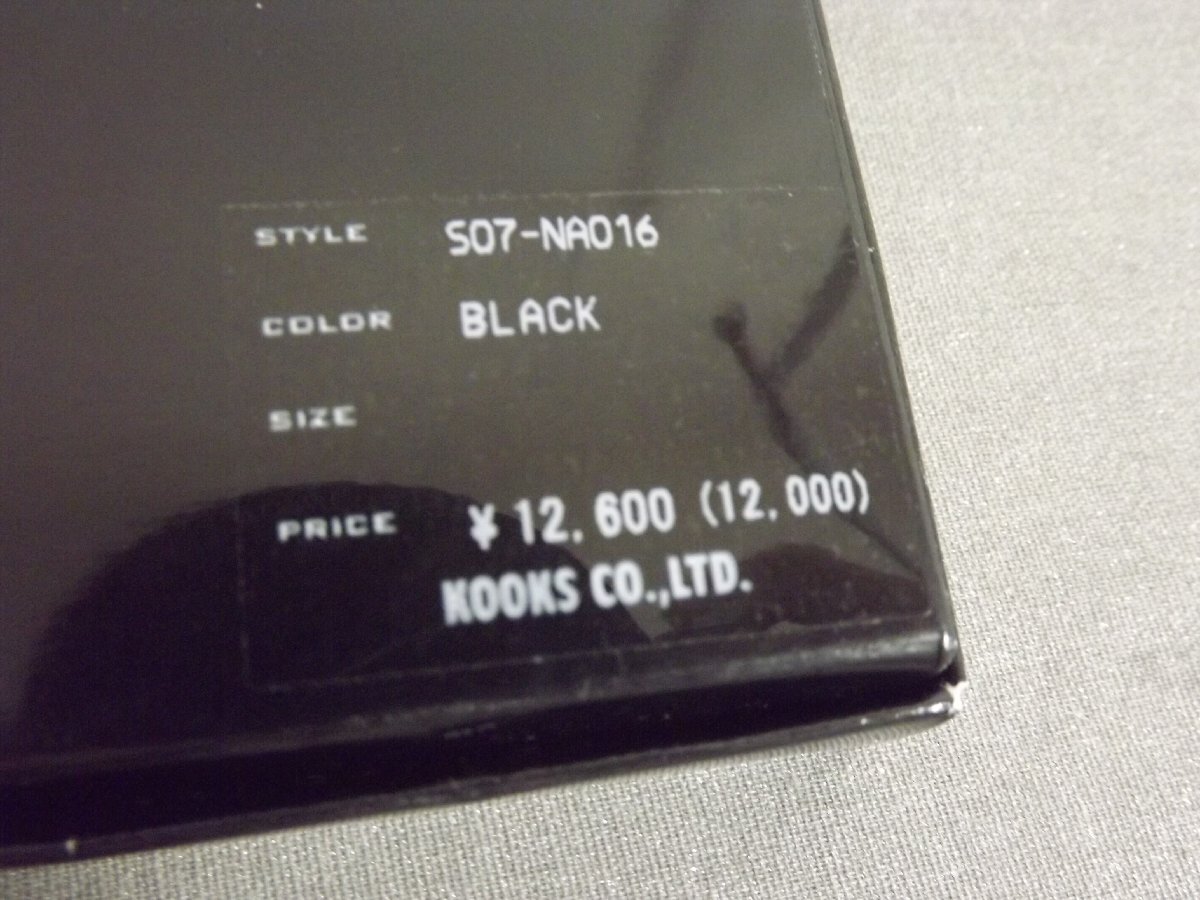 STYLE S07-NA016
COLOR BLACK
SIZE
PRICE ¥ 12,600 (12,000)
KOOKS CO.,LTD.